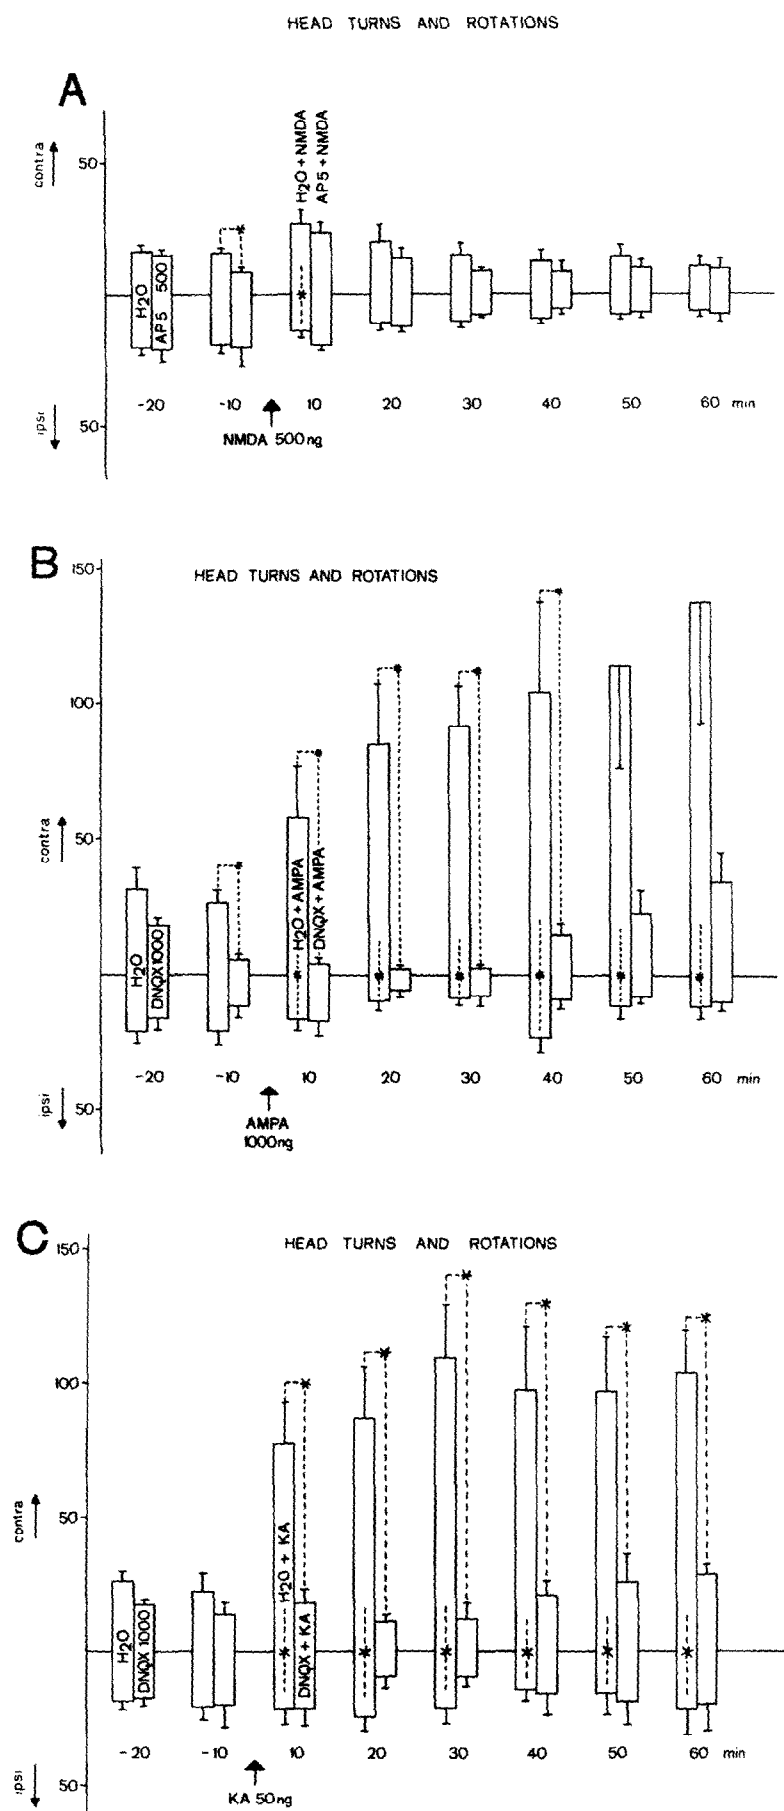 HEAD TURNS AND ROTATIONS
A
contra
50
H2O+NMDA
AP5+NMDA
H2O
AP5 500
ipsi
50
-20 -10 10 20 30 40 50 60 min
NMDA 500ng
B
HEAD TURNS AND ROTATIONS
150
100
contra
50
H2O
DNQX1000
H2O+AMPA
DNQX+AMPA
-20 -10 10 20 30 40 50 60 min
ipsi
50
AMPA
1000ng
C
HEAD TURNS AND ROTATIONS
150
100
contra
50
H2O
DNQX 1000
H2O + KA
DNQX + KA
-20 -10 10 20 30 40 50 60 min
ipsi
50
KA 50ng